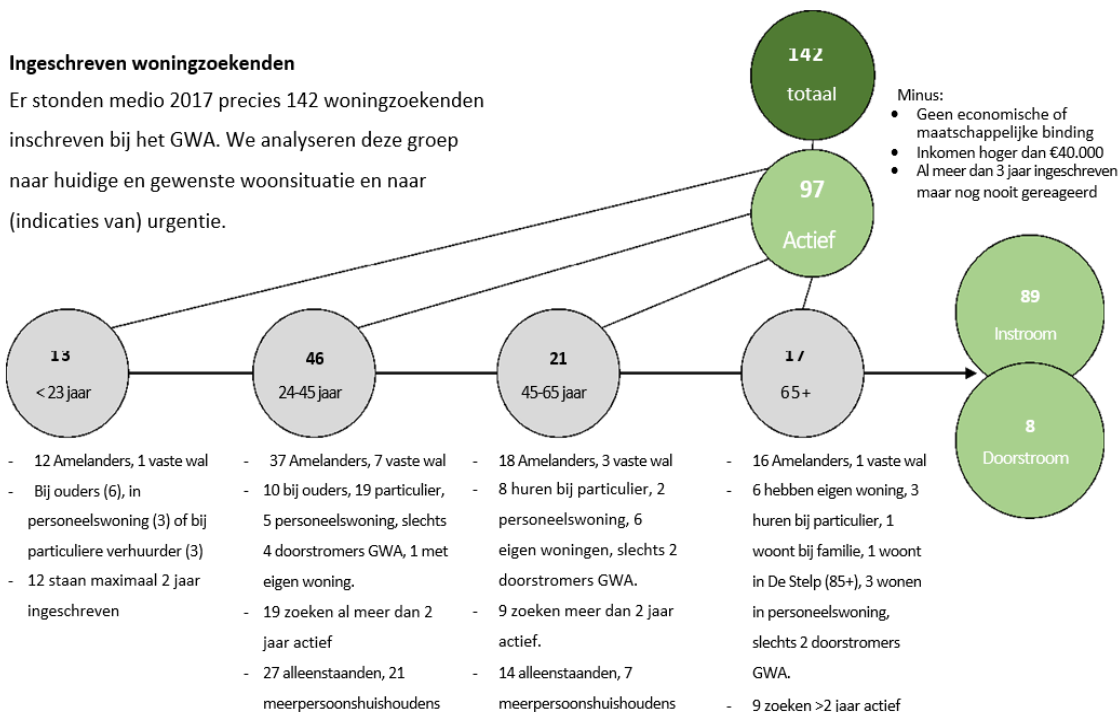 Ingeschreven woningzoekenden
Er stonden medio 2017 precies 142 woningzoekenden
inschreven bij het GWA. We analyseren deze groep
naar huidige en gewenste woonsituatie en naar
(indicaties van) urgentie.
142
totaal
97
Actief
Minus:
● Geen economische of
maatschappelijke binding
● Inkomen hoger dan €40.000
● Al meer dan 3 jaar ingeschreven
maar nog nooit gereageerd
13
< 23 jaar
46
24-45 jaar
21
45-65 jaar
17
65+
89
Instroom
8
Doorstroom
- 12 Amelanders, 1 vaste wal
- Bij ouders (6), in
personeelswoning (3) of bij
particuliere verhuurder (3)
- 12 staan maximaal 2 jaar
ingeschreven
- 37 Amelanders, 7 vaste wal
- 10 bij ouders, 19 particulier,
5 personeelswoning, slechts
4 doorstromers GWA, 1 met
eigen woning.
- 19 zoeken al meer dan 2
jaar actief
- 27 alleenstaanden, 21
meerpersoonshuishoudens
- 18 Amelanders, 3 vaste wal
- 8 huren bij particulier, 2
personeelswoning, 6
eigen woningen, slechts 2
doorstromers GWA.
- 9 zoeken meer dan 2 jaar
actief.
- 14 alleenstaanden, 7
meerpersoonshuishoudens
- 16 Amelanders, 1 vaste wal
- 6 hebben eigen woning, 3
huren bij particulier, 1
woont bij familie, 1 woont
in De Stelp (85+), 3 wonen
in personeelswoning,
slechts 2 doorstromers
GWA.
- 9 zoeken >2 jaar actief